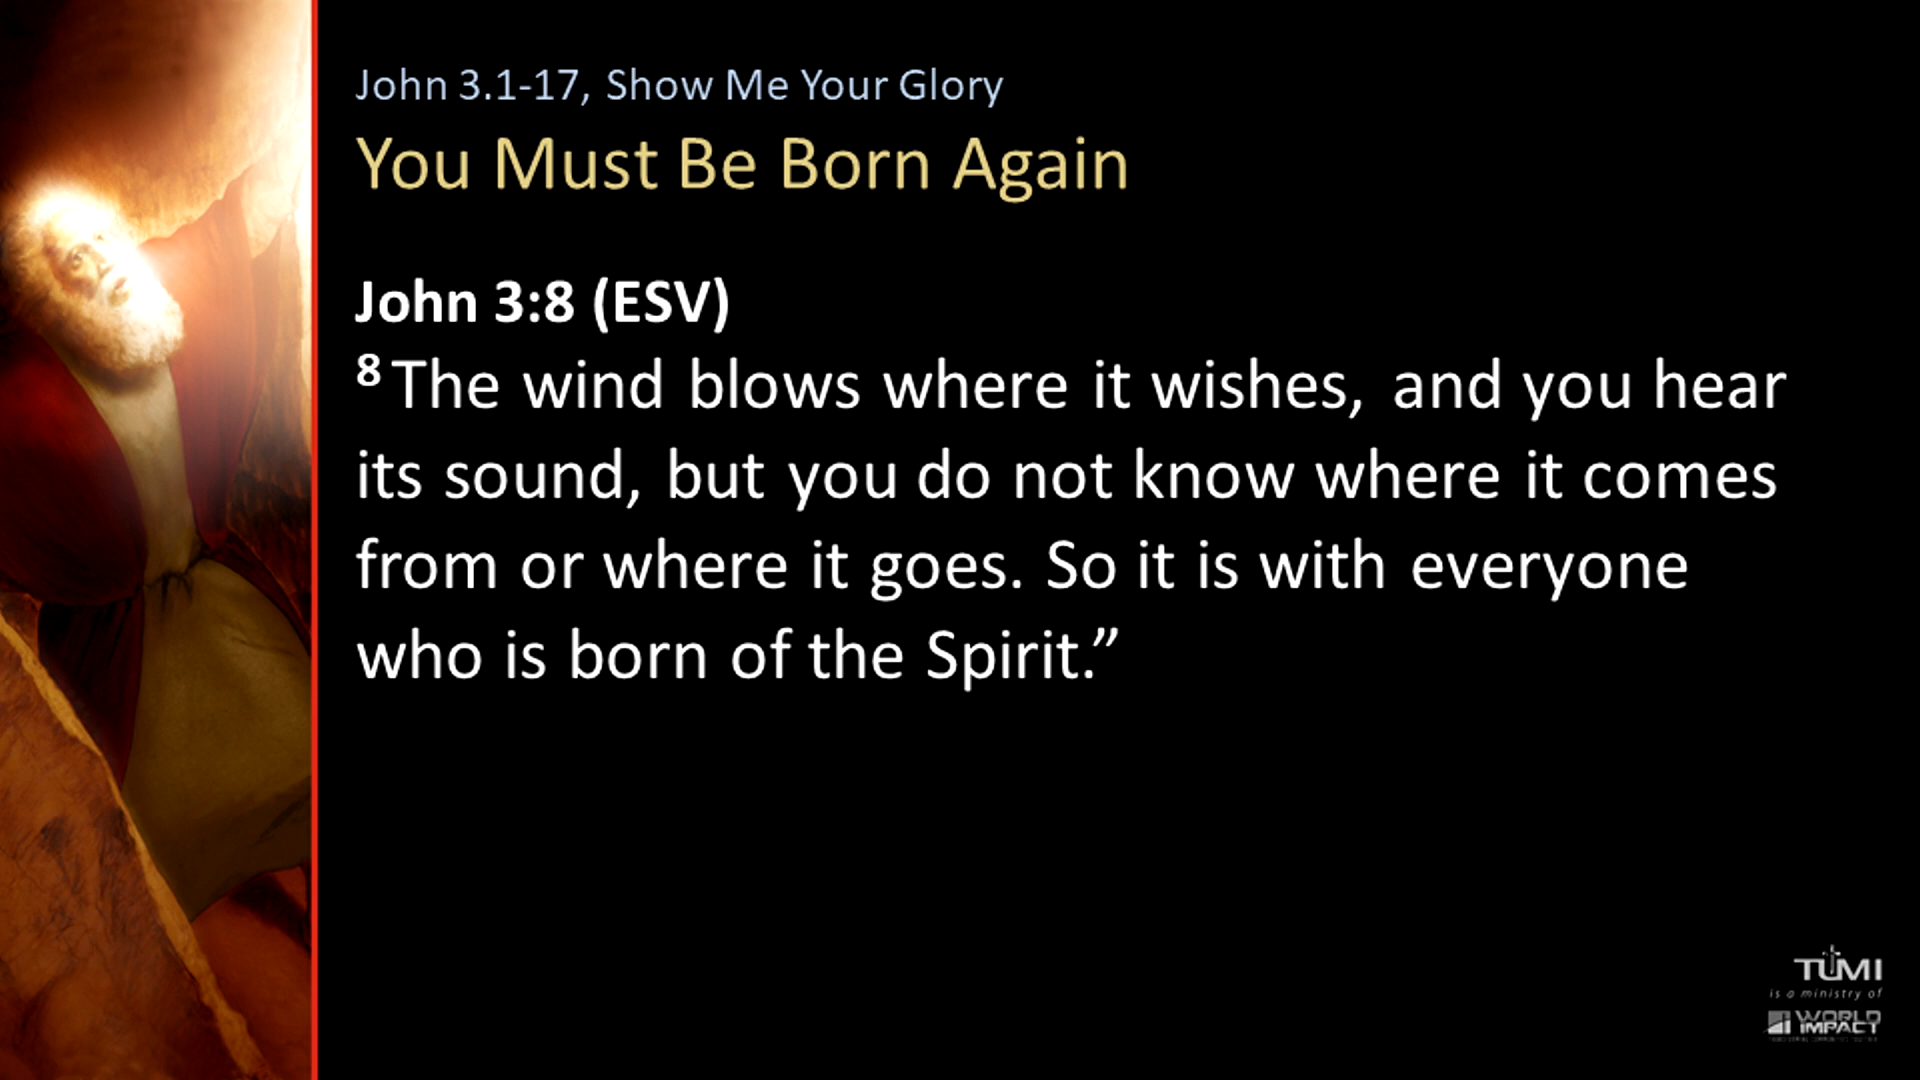 John 3.1-17, Show Me Your Glory
You Must Be Born Again
John 3:8 (ESV)
8 The wind blows where it wishes, and you hear
its sound, but you do not know where it comes
from or where it goes. So it is with everyone
who is born of the Spirit.”
TUMI
is a ministry of
WORLD
IMPACT